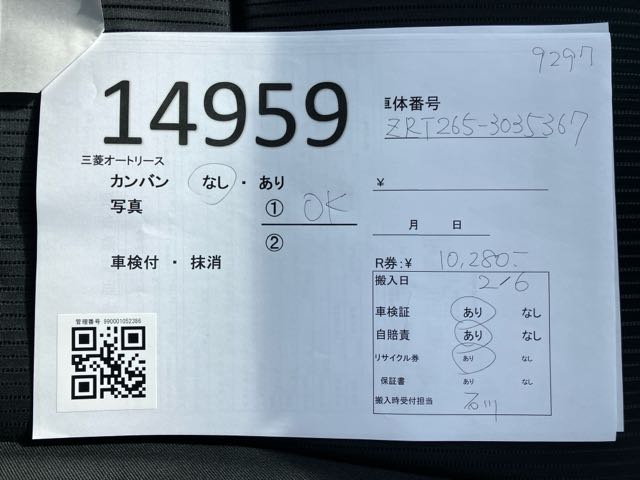 9297
14959
車体番号
ZRT265-3035367
三菱オートリース
カンバン なし・あり
¥
写真 ① OK
月 日
②
車検付・抹消
R券:¥ 10,280-
搬入日 2/6
車検証 あり なし
自賠責 あり なし
リサイクル券 あり なし
保証書 あり なし
搬入時受付担当 石川
管理番号 990001052386